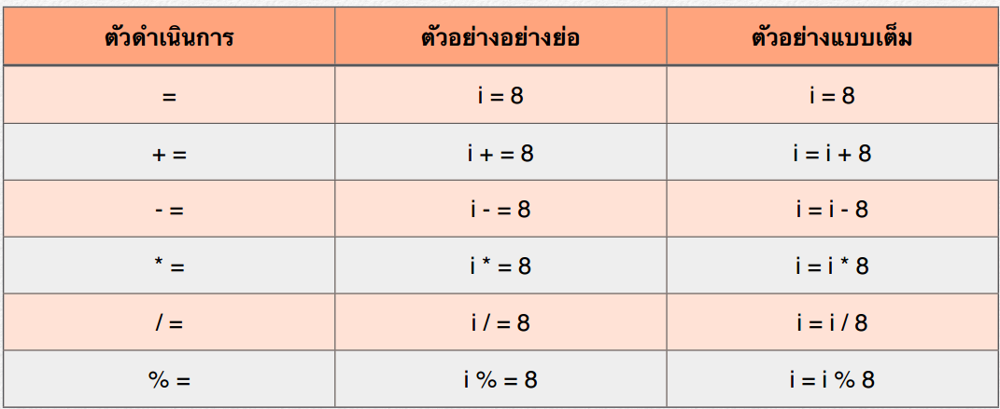 ตัวดำเนินการ ตัวอย่างอย่างย่อ ตัวอย่างแบบเต็ม
= i = 8 i = 8
+ = i + = 8 i = i + 8
- = i - = 8 i = i - 8
* = i * = 8 i = i * 8
/ = i / = 8 i = i / 8
% = i % = 8 i = i % 8